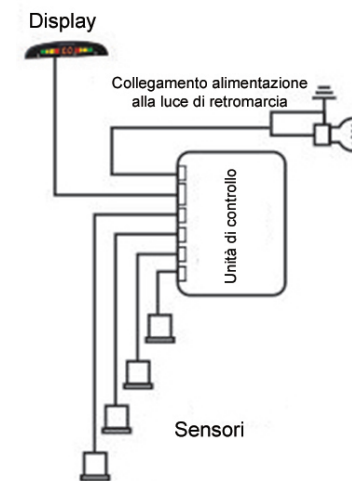 Display
Collegamento alimentazione
alla luce di retromarcia
Unità di controllo
Sensori